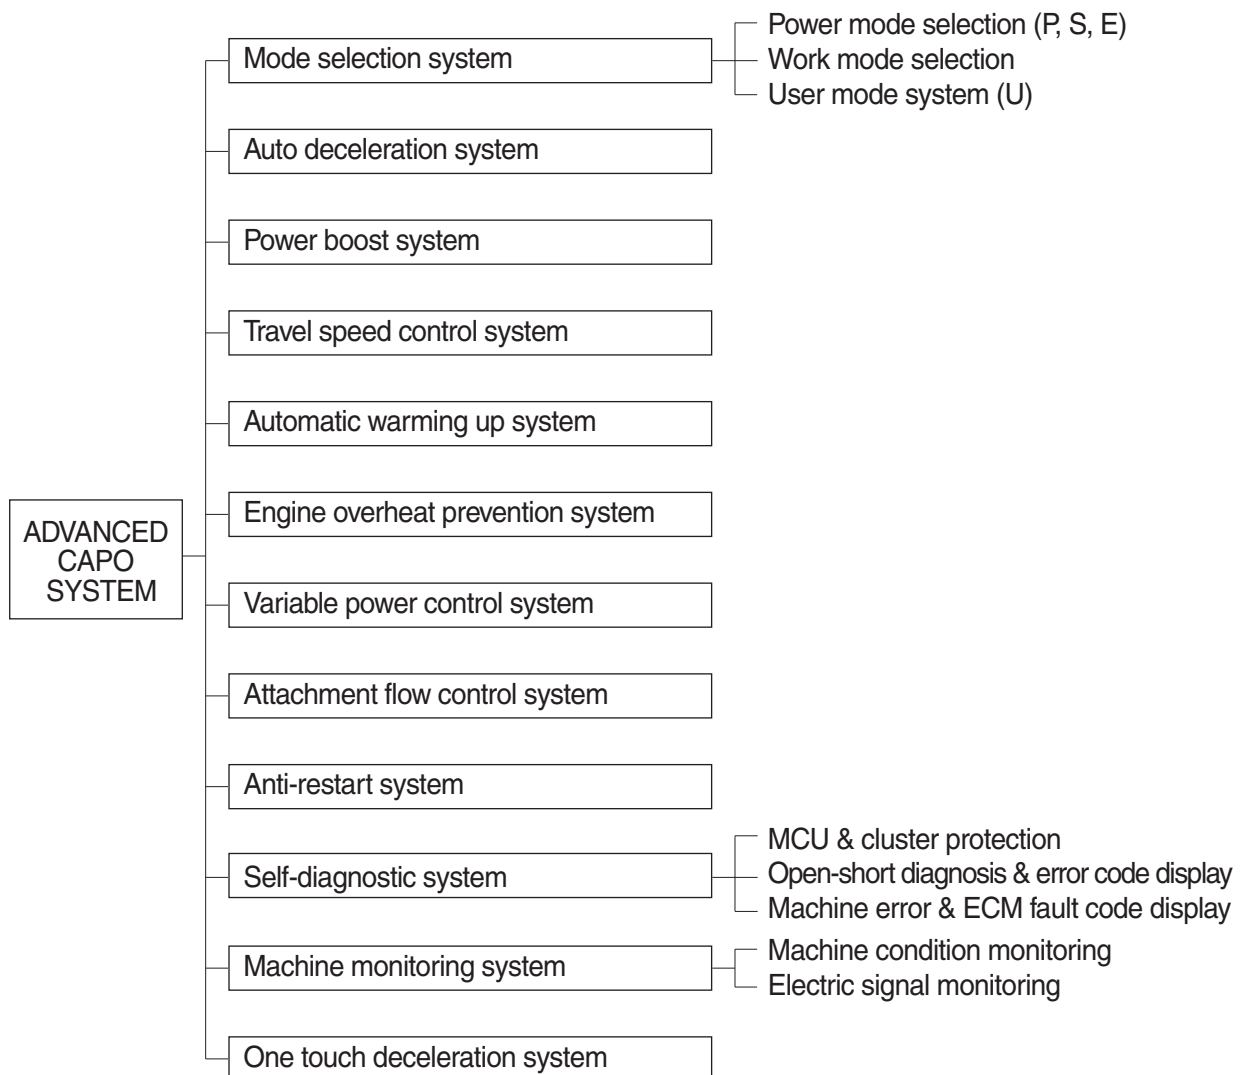 Mode selection system
Power mode selection (P, S, E)
Work mode selection
User mode system (U)
Auto deceleration system
Power boost system
Travel speed control system
Automatic warming up system
Engine overheat prevention system
ADVANCED
CAPO
SYSTEM
Variable power control system
Attachment flow control system
Anti-restart system
Self-diagnostic system
MCU & cluster protection
Open-short diagnosis & error code display
Machine error & ECM fault code display
Machine monitoring system
Machine condition monitoring
Electric signal monitoring
One touch deceleration system